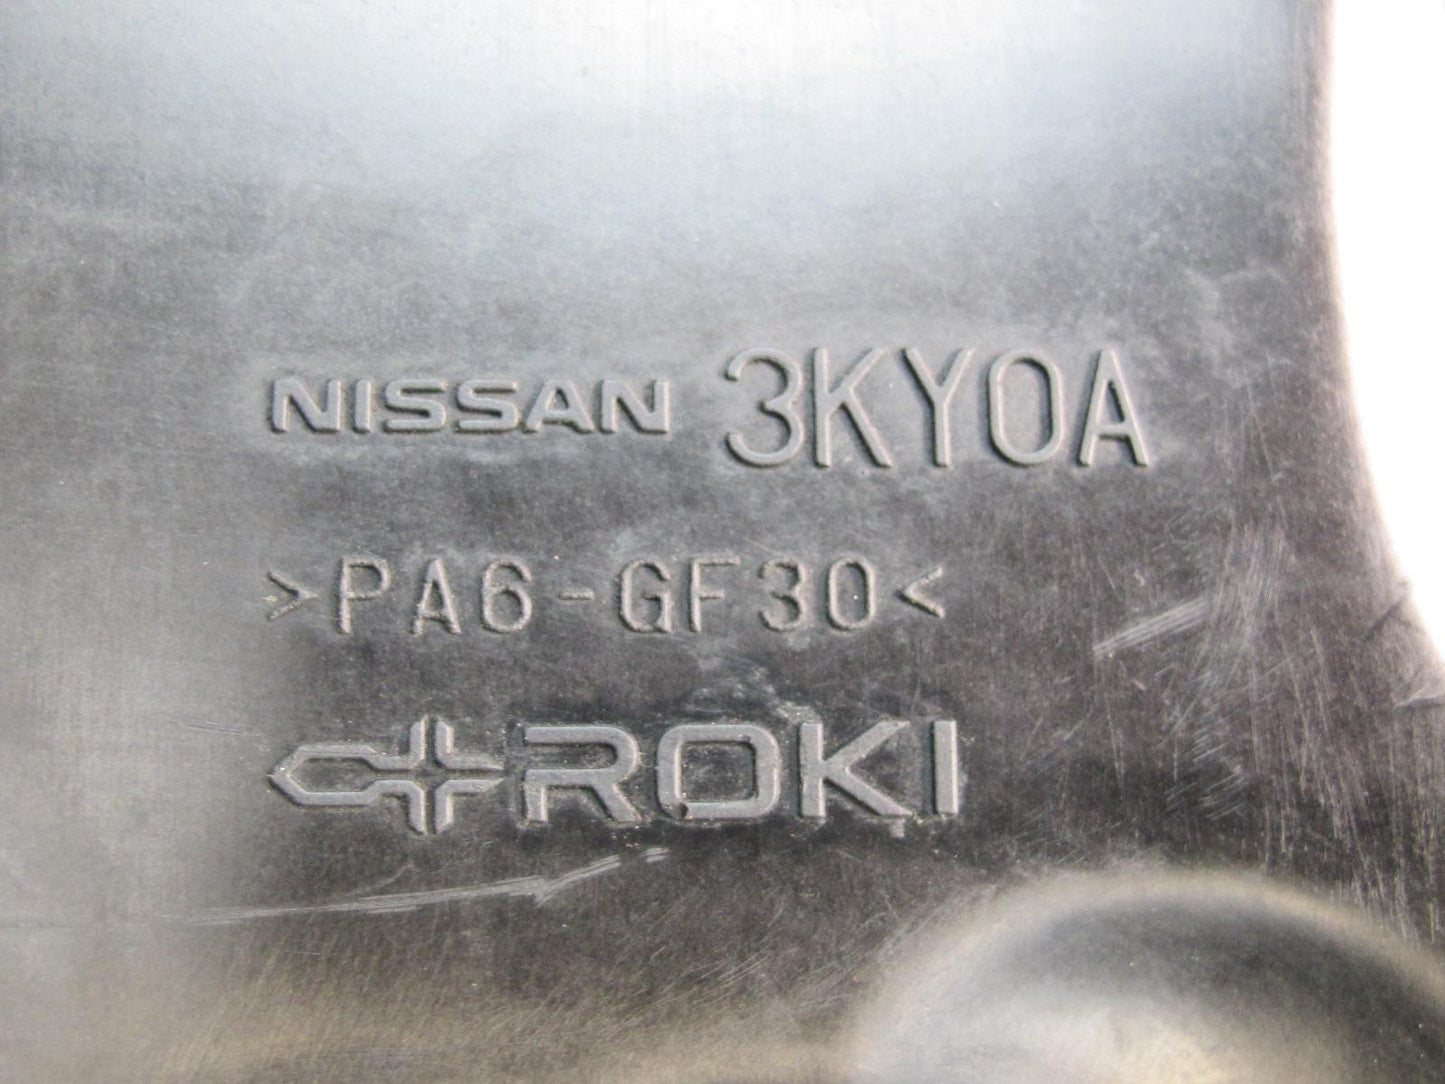 NISSAN 3KY0A
>PA6-GF30<
ROKI